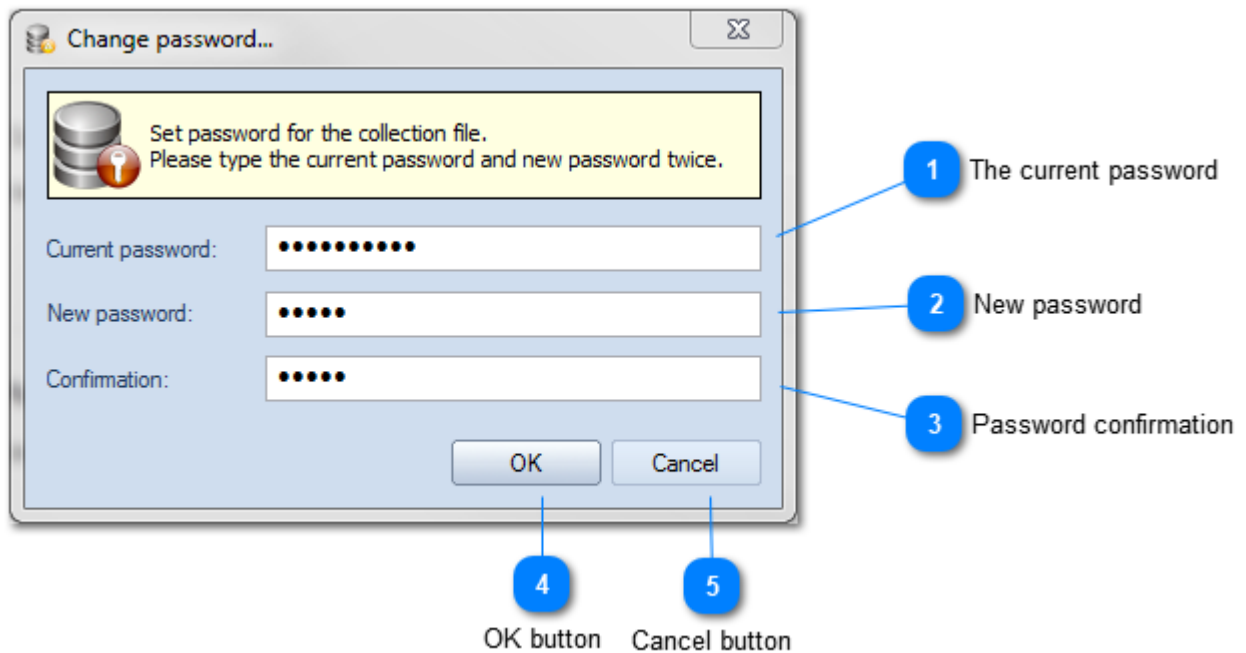 Change password...
Set password for the collection file.
Please type the current password and new password twice.
1 The current password
Current password: ••••••••••
2 New password
New password: •••••
Confirmation: •••••
3 Password confirmation
OK Cancel
4 5
OK button Cancel button